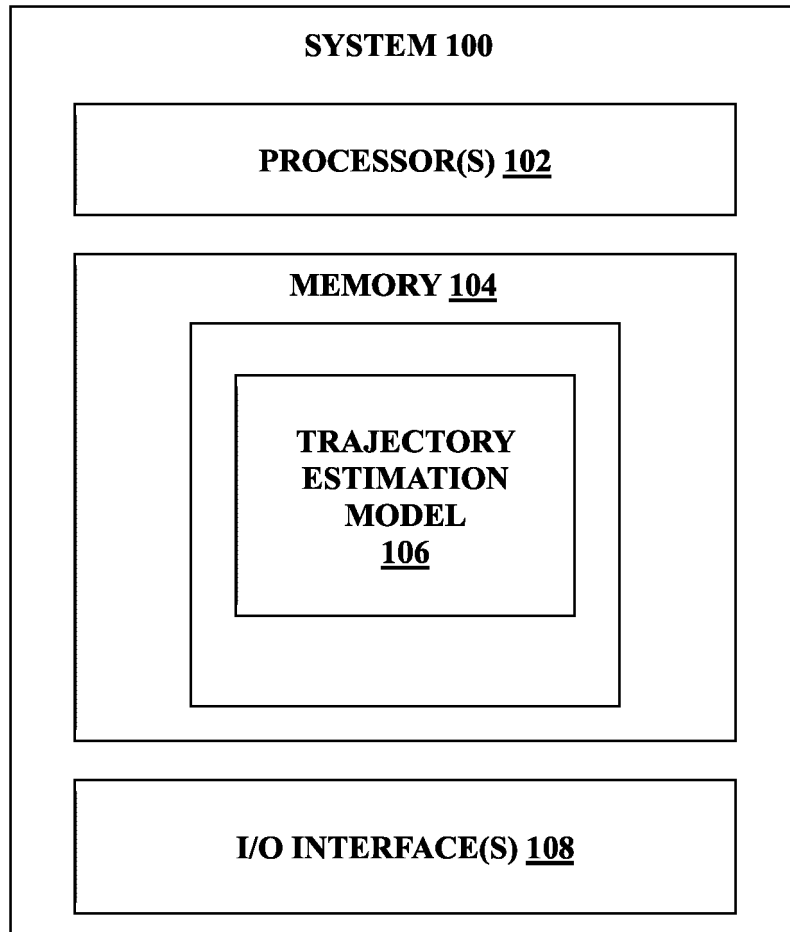 SYSTEM 100
PROCESSOR(S) 102
MEMORY 104
TRAJECTORY
ESTIMATION
MODEL
106
I/O INTERFACE(S) 108